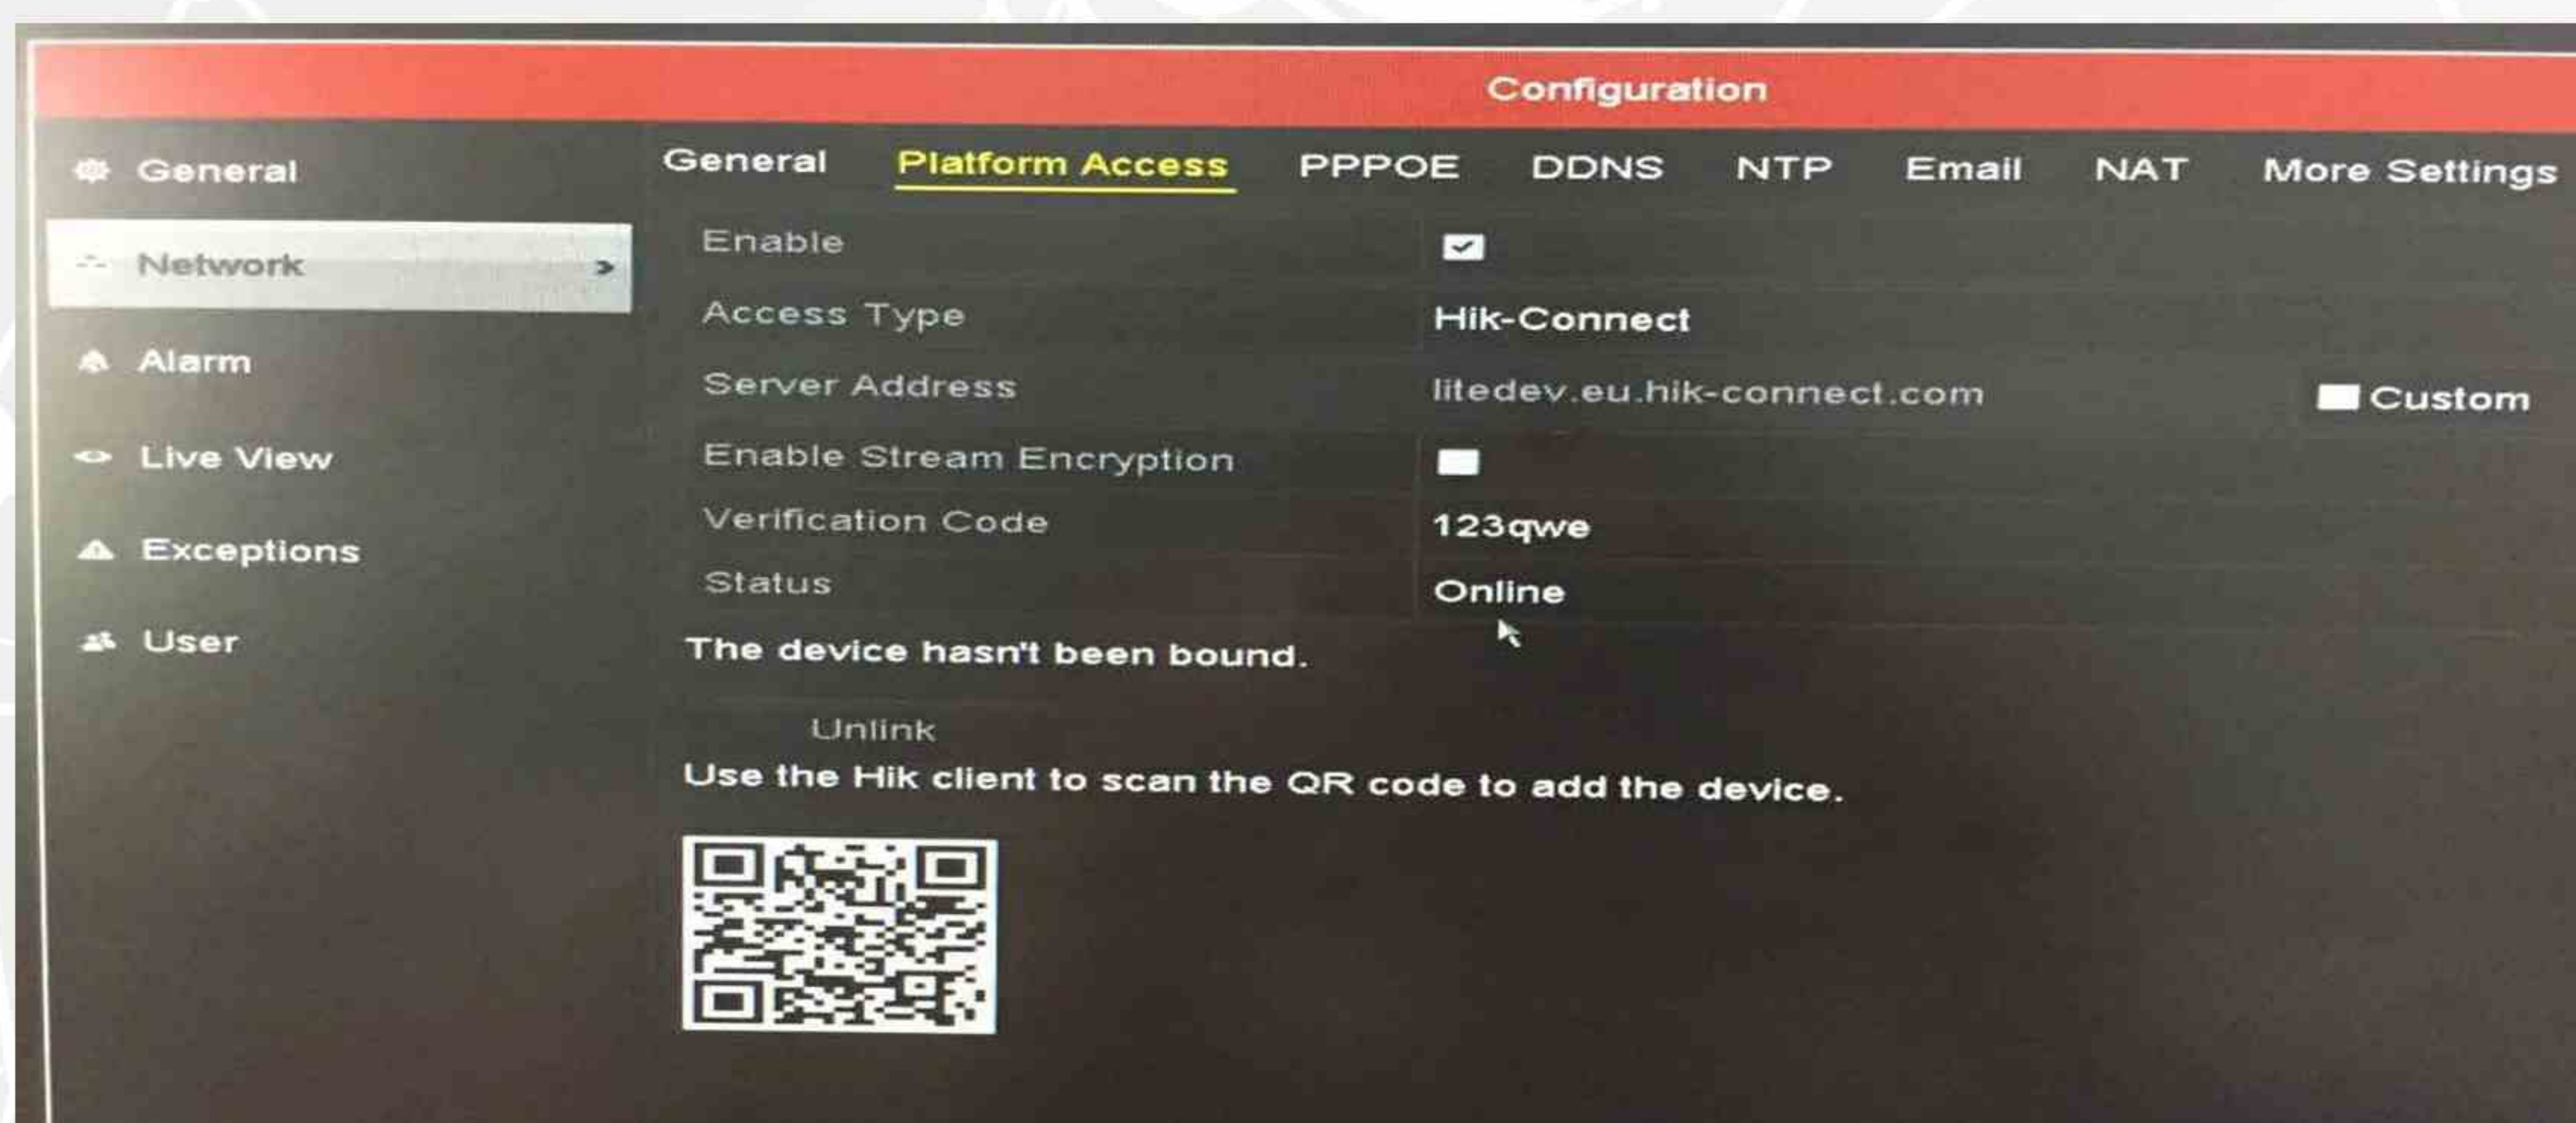 Configuration
General
Network
Alarm
Live View
Exceptions
User
General Platform Access PPPOE DDNS NTP Email NAT More Settings
Enable
Access Type Hik-Connect
Server Address litedev.eu.hik-connect.com Custom
Enable Stream Encryption
Verification Code 123qwe
Status Online
The device hasn't been bound.
Unlink
Use the Hik client to scan the QR code to add the device.